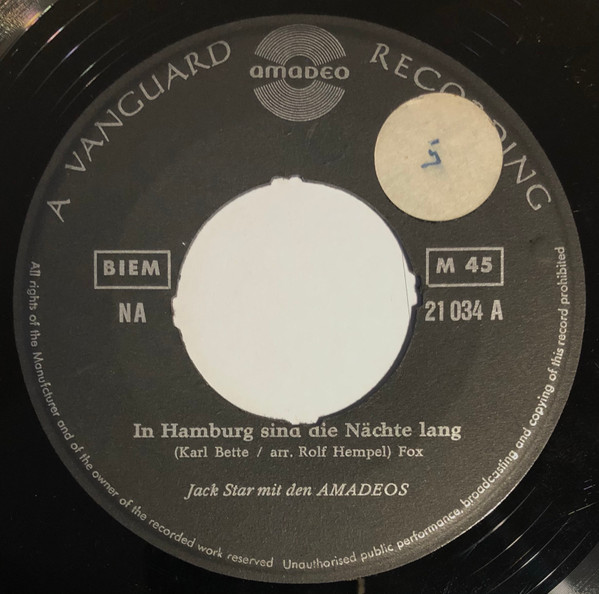 A VANGUARD RECORDING
amadeo
5
BIEM
M 45
NA
21 034 A
In Hamburg sind die Nächte lang
(Karl Bette / arr. Rolf Hempel) Fox
Jack Star mit den AMADEOS
All rights of the Manufcturer and of the owner of the recorded work reserved Unauthorised public performance, broadcasting and copying of this record prohibited